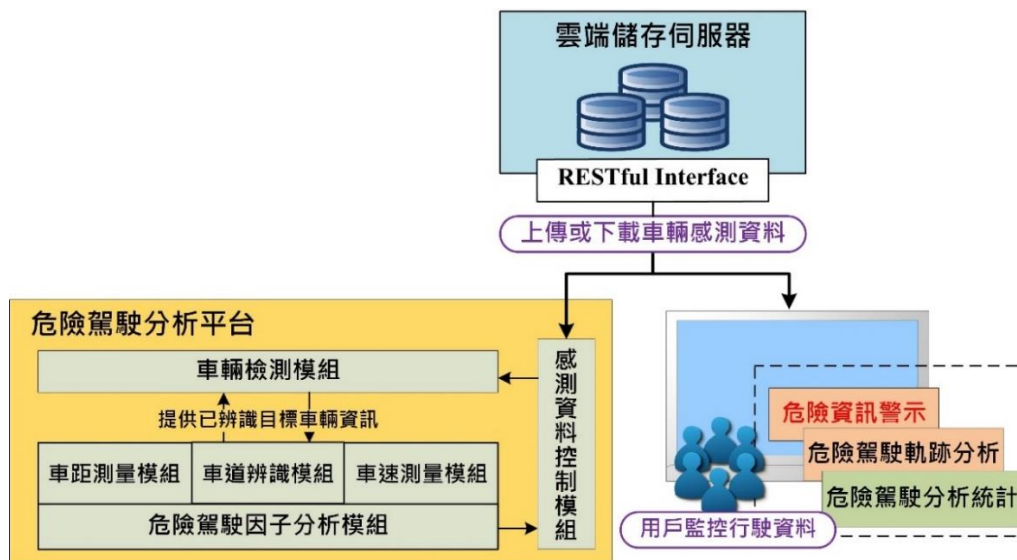 雲端儲存伺服器
RESTful Interface
上傳或下載車輛感測資料
危險駕駛分析平台
車輛檢測模組
提供已辨識目標車輛資訊
車距測量模組
車道辨識模組
車速測量模組
危險駕駛因子分析模組
感測資料控制模組
危險資訊警示
危險駕駛軌跡分析
危險駕駛分析統計
用戶監控行駛資料